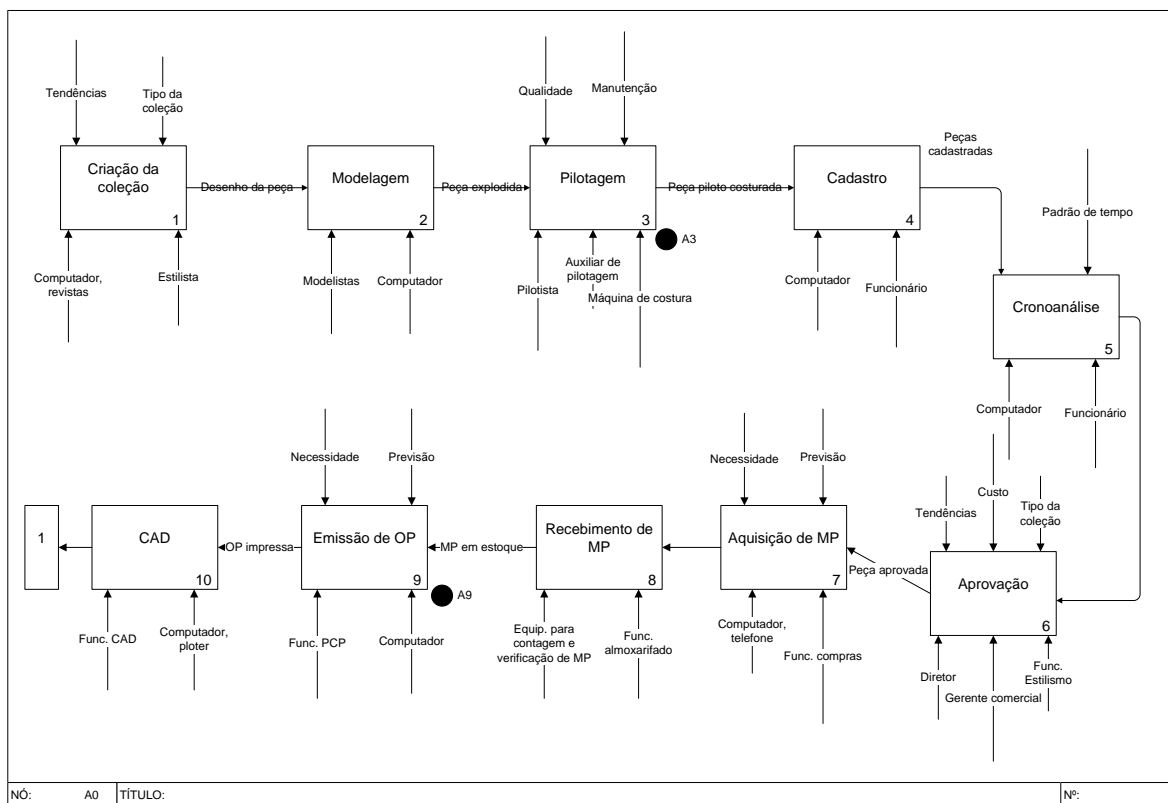 Tendências
Tipo da
coleção
Qualidade
Manutenção
Criação da
coleção
1
Desenho da peça
Modelagem
2
Peça explodida
Pilotagem
3
A3
Peça piloto costurada
Cadastro
4
Peças
cadastradas
Padrão de tempo
Computador,
revistas
Estilista
Modelistas
Computador
Pilotista
Auxiliar de
pilotagem
Máquina de costura
Computador
Funcionário
Cronoanálise
5
Computador
Funcionário
Necessidade
Previsão
Necessidade
Previsão
Tendências
Custo
Tipo da
coleção
1
CAD
10
OP impressa
Emissão de OP
9
A9
MP em estoque
Recebimento de
MP
8
Aquisição de MP
7
Peça aprovada
Aprovação
6
Func. CAD
Computador,
ploter
Func. PCP
Computador
Equip. para
contagem e
verificação de MP
Func.
almoxarifado
Computador,
telefone
Func. compras
Diretor
Gerente comercial
Func.
Estilismo
NÓ: A0 TÍTULO: Nº: